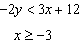 −2y < 3x + 12
x ≥ −3